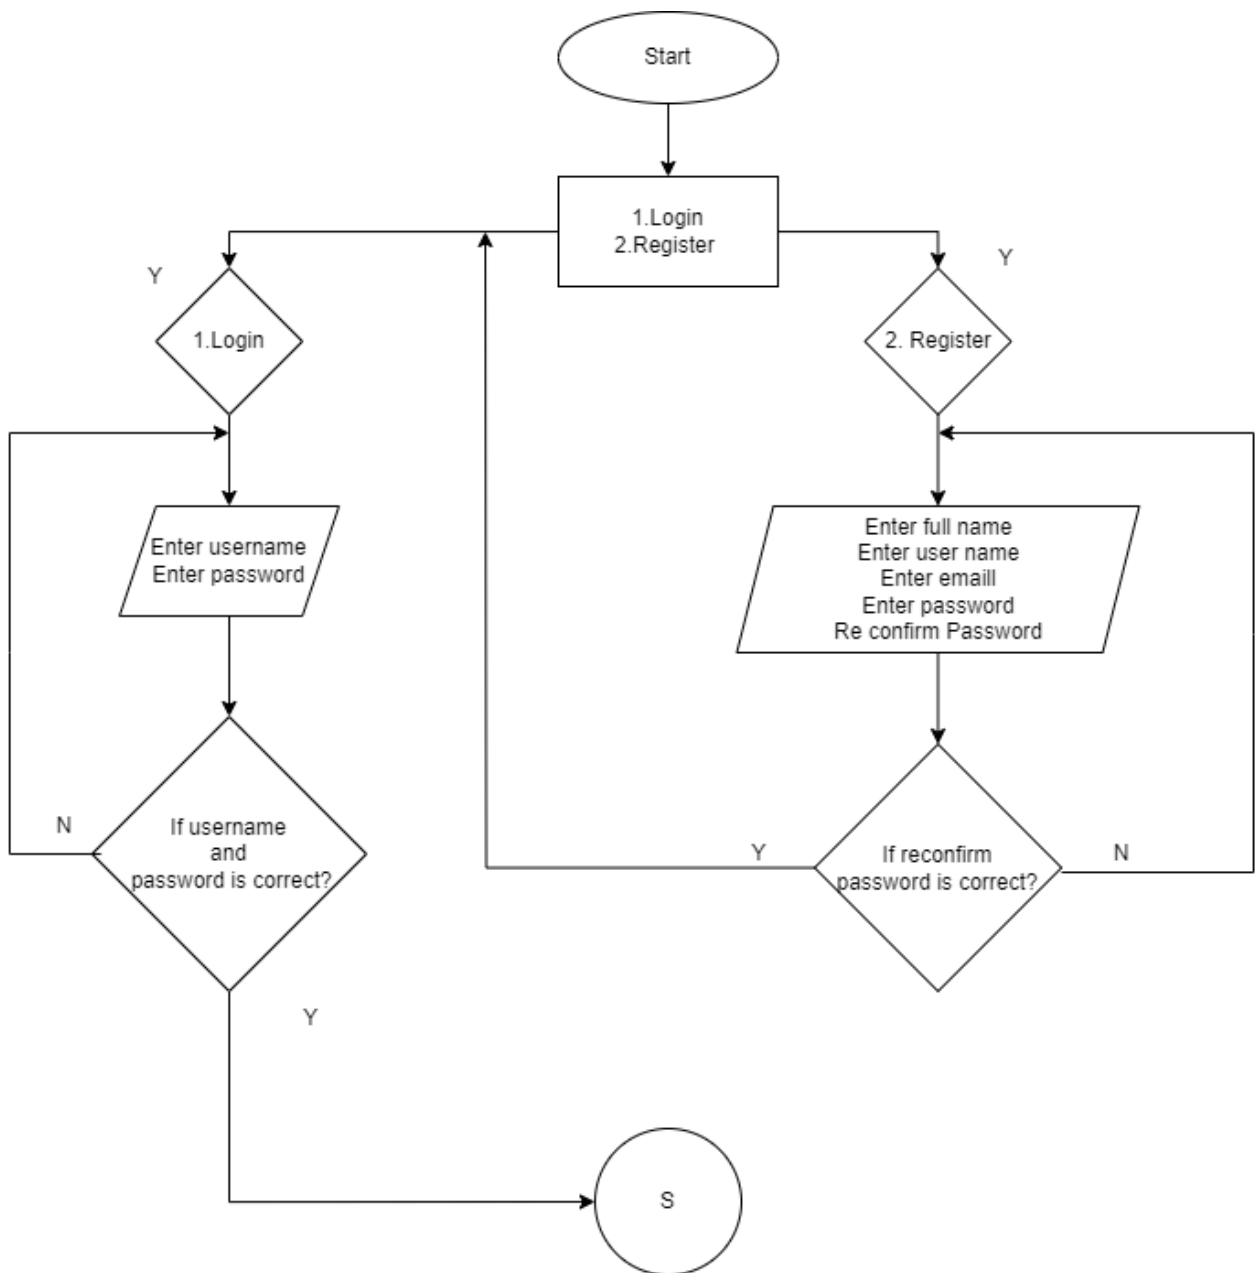 Start
1.Login
2.Register
Y
Y
1.Login
2. Register
Enter username
Enter password
Enter full name
Enter user name
Enter emaill
Enter password
Re confirm Password
N
If username
and
password is correct?
Y
If reconfirm
password is correct?
N
Y
S